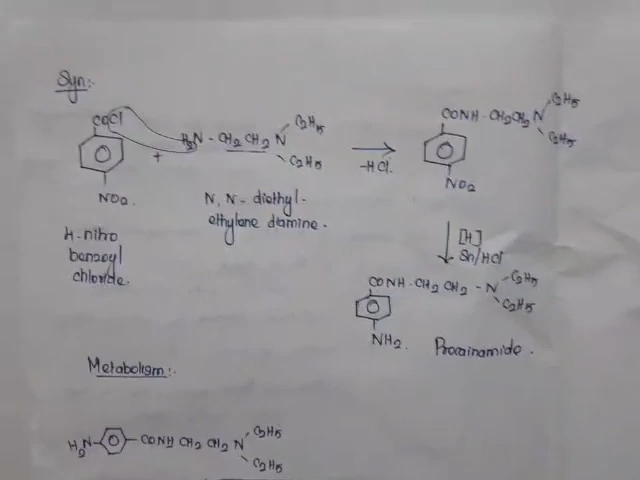 Syn:-
COCl
H2N - CH2 CH2 N
C2H5
C2H5
+
NO2.
4-nitro
benzoyl
chloride.
N, N - diethyl-
ethylene diamine.
-HCl.
CONH - CH2CH2 N
C2H5
C2H5
NO2
[H]
Sn/HCl
CONH - CH2 CH2 - N
C2H5
C2H5
NH2.
Procainamide.
Metabolism:-
H2N
CONH CH2 CH2 N
C2H5
C2H5